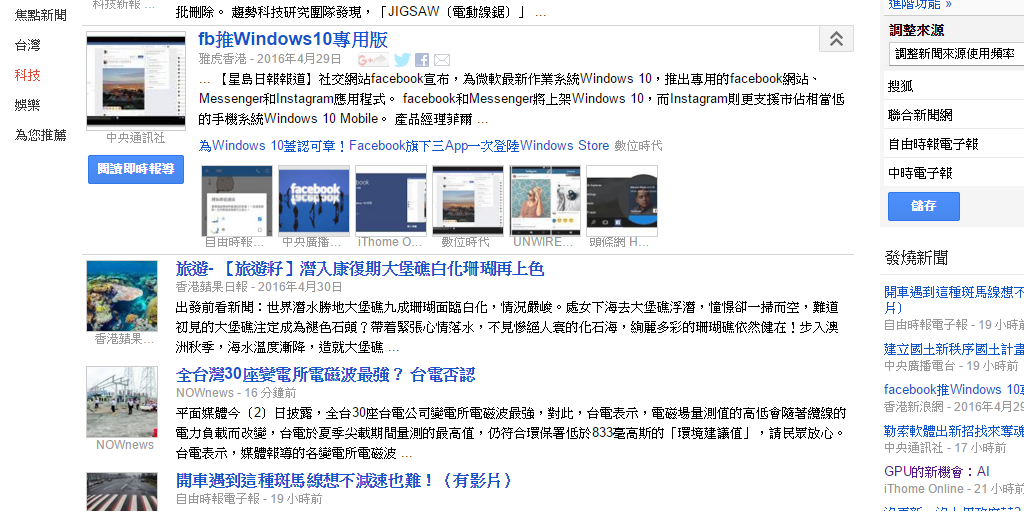 焦點新聞
台灣
科技
娛樂
為您推薦
科技新報 ...
批刪除。 趨勢科技研究團隊發現，「JIGSAW〔電動線鋸〕」 ...
fb推Windows10專用版
雅虎香港 - 2016年4月29日
... 【星島日報報道】社交網站facebook宣布，為微軟最新作業系統Windows 10，推出專用的facebook網站、
Messenger和Instagram應用程式。 facebook和Messenger將上架Windows 10，而Instagram則更支援市佔相當低
的手機系統Windows 10 Mobile。 產品經理菲爾 ...
中央通訊社
為Windows 10蓋認可章！Facebook旗下三App一次登陸Windows Store 數位時代
閱讀即時報導
facebook
自由時報...
中央廣播...
iThome O...
數位時代
UNWIRE...
頭條網 H...
旅遊- 【旅遊籽】潛入康復期大堡礁白化珊瑚再上色
香港蘋果日報 - 2016年4月30日
出發前看新聞：世界潛水勝地大堡礁九成珊瑚面臨白化，情況嚴峻。處女下海去大堡礁浮潛，憧憬卻一掃而空，難道
初見的大堡礁注定成為褪色石頭？帶着緊張心情落水，不見慘絕人寰的化石海，絢麗多彩的珊瑚礁依然健在！步入澳
洲秋季，海水溫度漸降，造就大堡礁 ...
香港蘋果...
全台灣30座變電所電磁波最強？ 台電否認
NOWnews - 16 分鐘前
平面媒體今〔2〕日披露，全台30座台電公司變電所電磁波最強，對此，台電表示，電磁場量測值的高低會隨著纜線的
電力負載而改變，台電於夏季尖載期間量測的最高值，仍符合環保署低於833毫高斯的「環境建議值」，請民眾放心。
台電表示，媒體報導的各變電所電磁波 ...
NOWnews
開車遇到這種斑馬線想不減速也難！〔有影片〕
自由時報電子報 - 19 小時前
進階功能 »
調整來源
調整新聞來源使用頻率
搜狐
聯合新聞網
自由時報電子報
中時電子報
儲存
發燒新聞
開車遇到這種斑馬線想不
片〕
自由時報電子報 - 19 小時
建立國土新秩序國土計畫
中央廣播電台 - 19 小時前
facebook推Windows 10專
香港新浪網 - 2016年4月29
勒索軟體出新招找來奪魂
中央通訊社 - 17 小時前
GPU的新機會：AI
iThome Online - 21 小時前